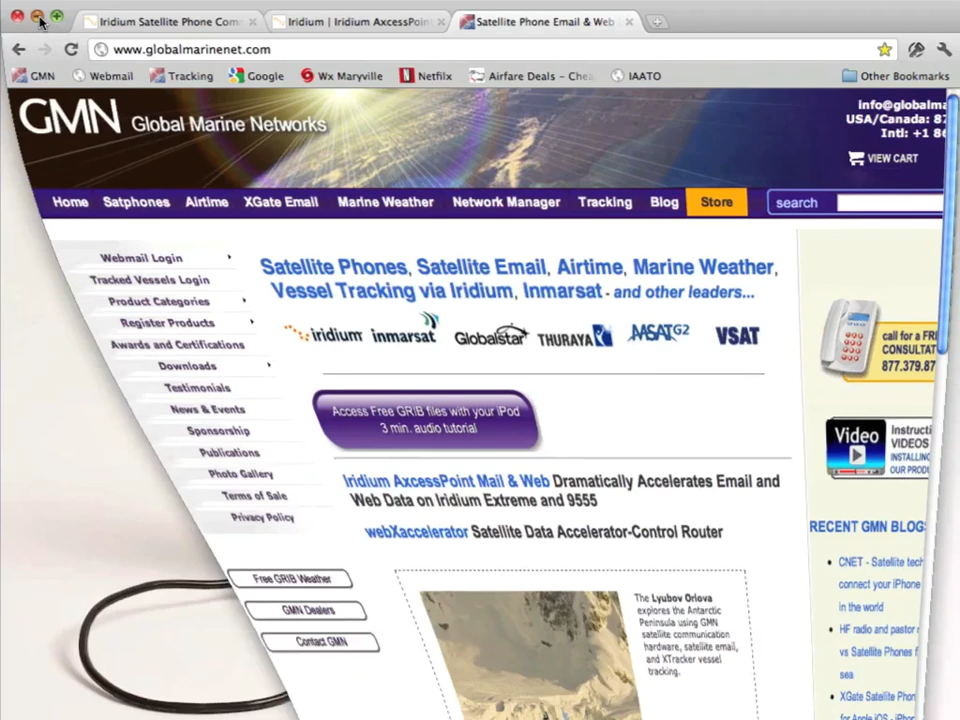 Iridium Satellite Phone Com
Iridium | Iridium AxcessPoin
Satellite Phone Email & Web
www.globalmarinenet.com
GMN
Webmail
Tracking
Google
Wx Maryville
Netfilx
Airfare Deals - Chea
IAATO
Other Bookmarks
GMN Global Marine Networks
info@globalma
USA/Canada: 87
Intl: +1 86
VIEW CART
Home Satphones Airtime XGate Email Marine Weather Network Manager Tracking Blog Store search
Webmail Login
Tracked Vessels Login
Product Categories
Register Products
Awards and Certifications
Downloads
Testimonials
News & Events
Sponsorship
Publications
Photo Gallery
Terms of Sale
Privacy Policy
Free GRIB Weather
GMN Dealers
Contact GMN
Satellite Phones, Satellite Email, Airtime, Marine Weather,
Vessel Tracking via Iridium, Inmarsat - and other leaders...
iridium inmarsat Globalstar THURAYA AASATG2 VSAT
Access Free GRIB files with your iPod
3 min. audio tutorial
Iridium AxcessPoint Mail & Web Dramatically Accelerates Email and
Web Data on Iridium Extreme and 9555
webXaccelerator Satellite Data Accelerator-Control Router
The Lyubov Orlova
explores the Antarctic
Peninsula using GMN
satellite communication
hardware, satellite email,
and XTracker vessel
tracking.
call for a FR
CONSULTAT
877.379.87
Video
Instructi
VIDEOS
INSTALLING
OUR PRODU
RECENT GMN BLOGS
CNET - Satellite tech
connect your iPhone
in the world
HF radio and pastor r
vs Satellite Phones f
sea
XGate Satellite Phon
for Apple iOS - iPhon